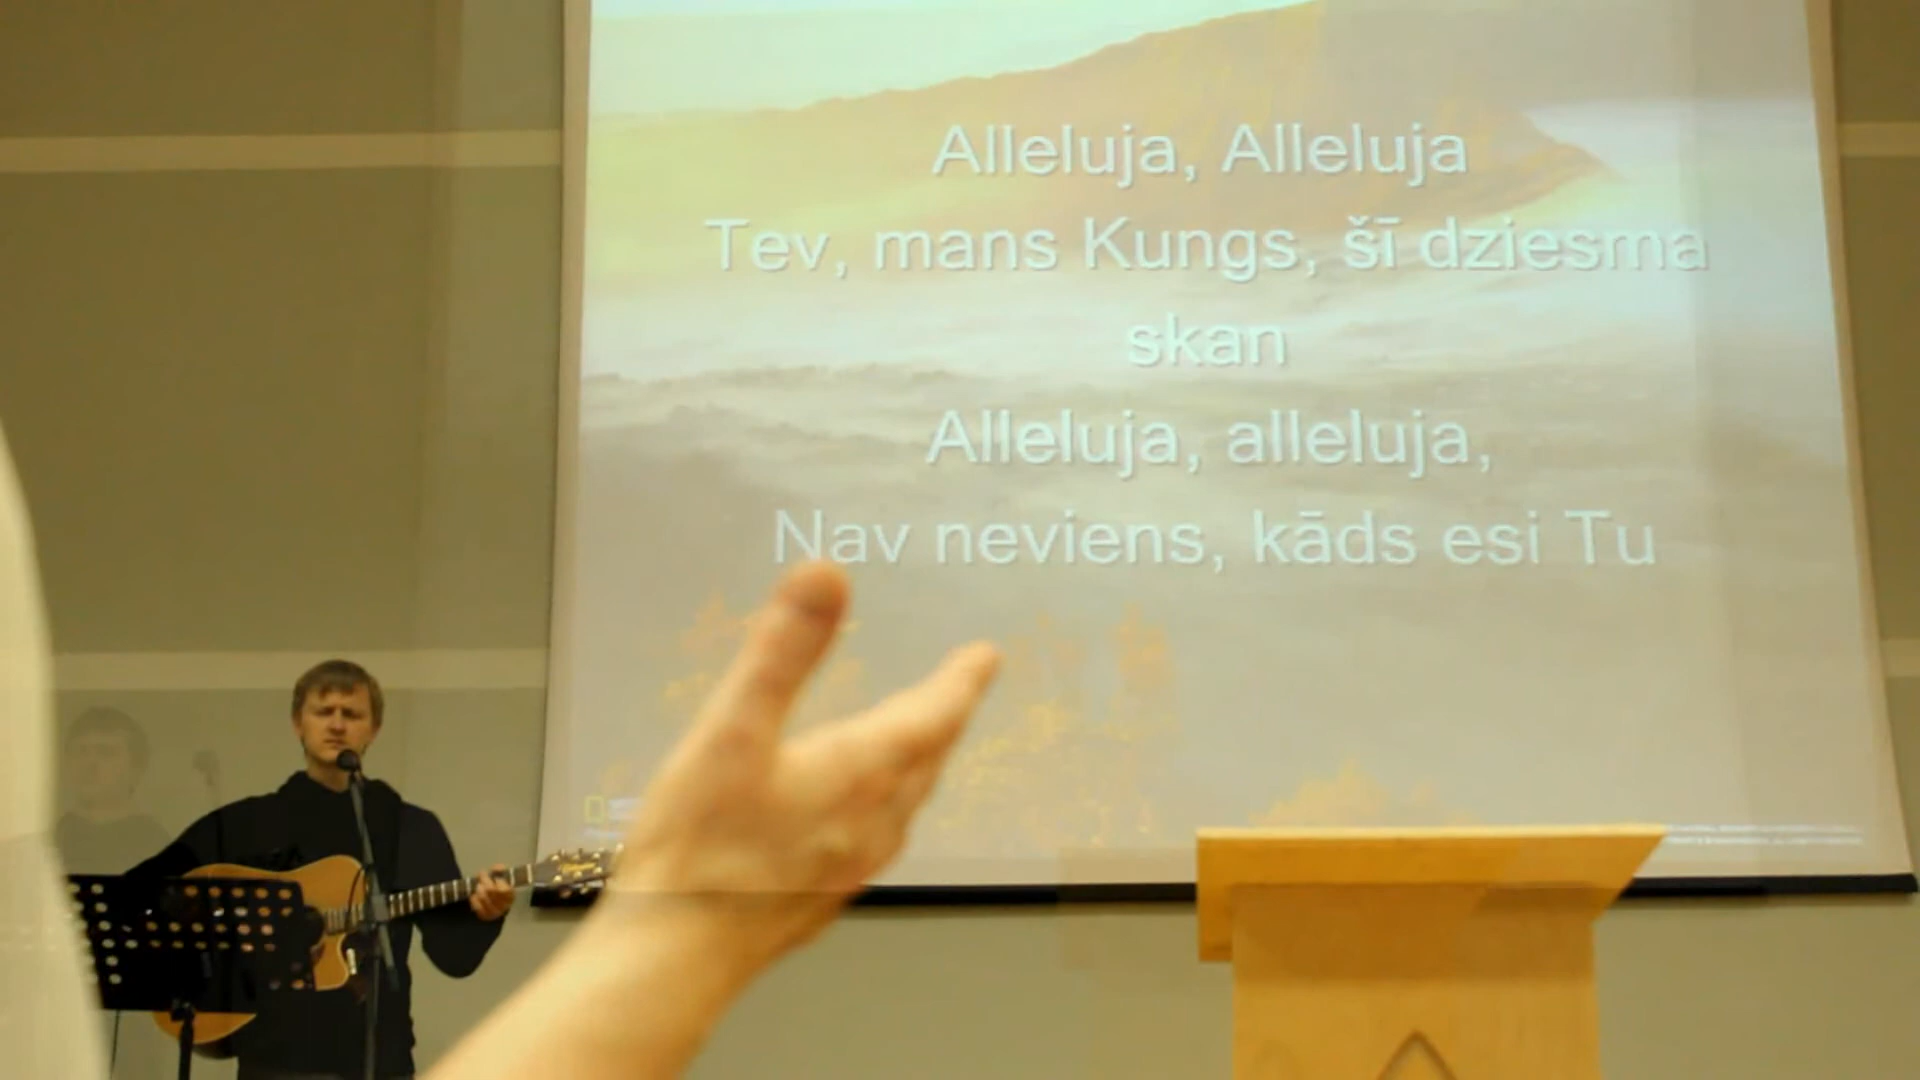 Alleluja, Alleluja
Tev, mans Kungs, šī dziesma
skan
Alleluja, alleluja,
Nav neviens, kāds esi Tu